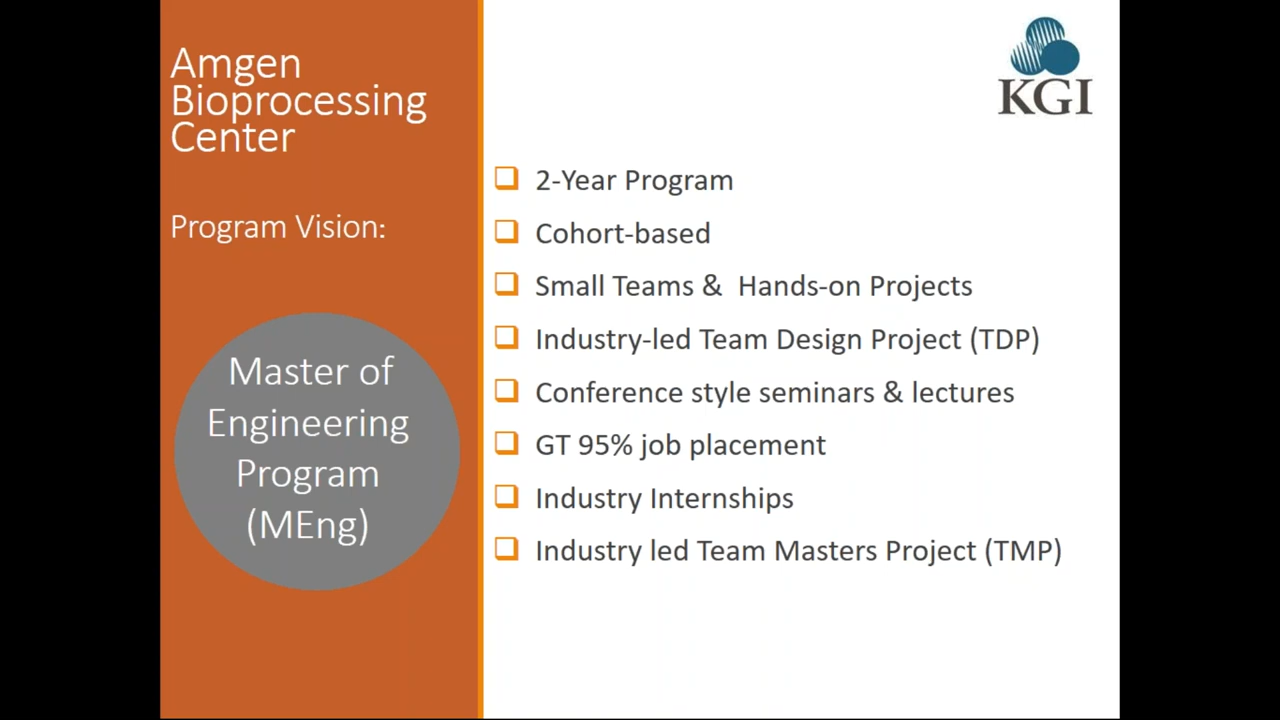 Amgen
Bioprocessing
Center
Program Vision:
Master of
Engineering
Program
(MEng)
KGI
2-Year Program
Cohort-based
Small Teams &  Hands-on Projects
Industry-led Team Design Project (TDP)
Conference style seminars & lectures
GT 95% job placement
Industry Internships
Industry led Team Masters Project (TMP)